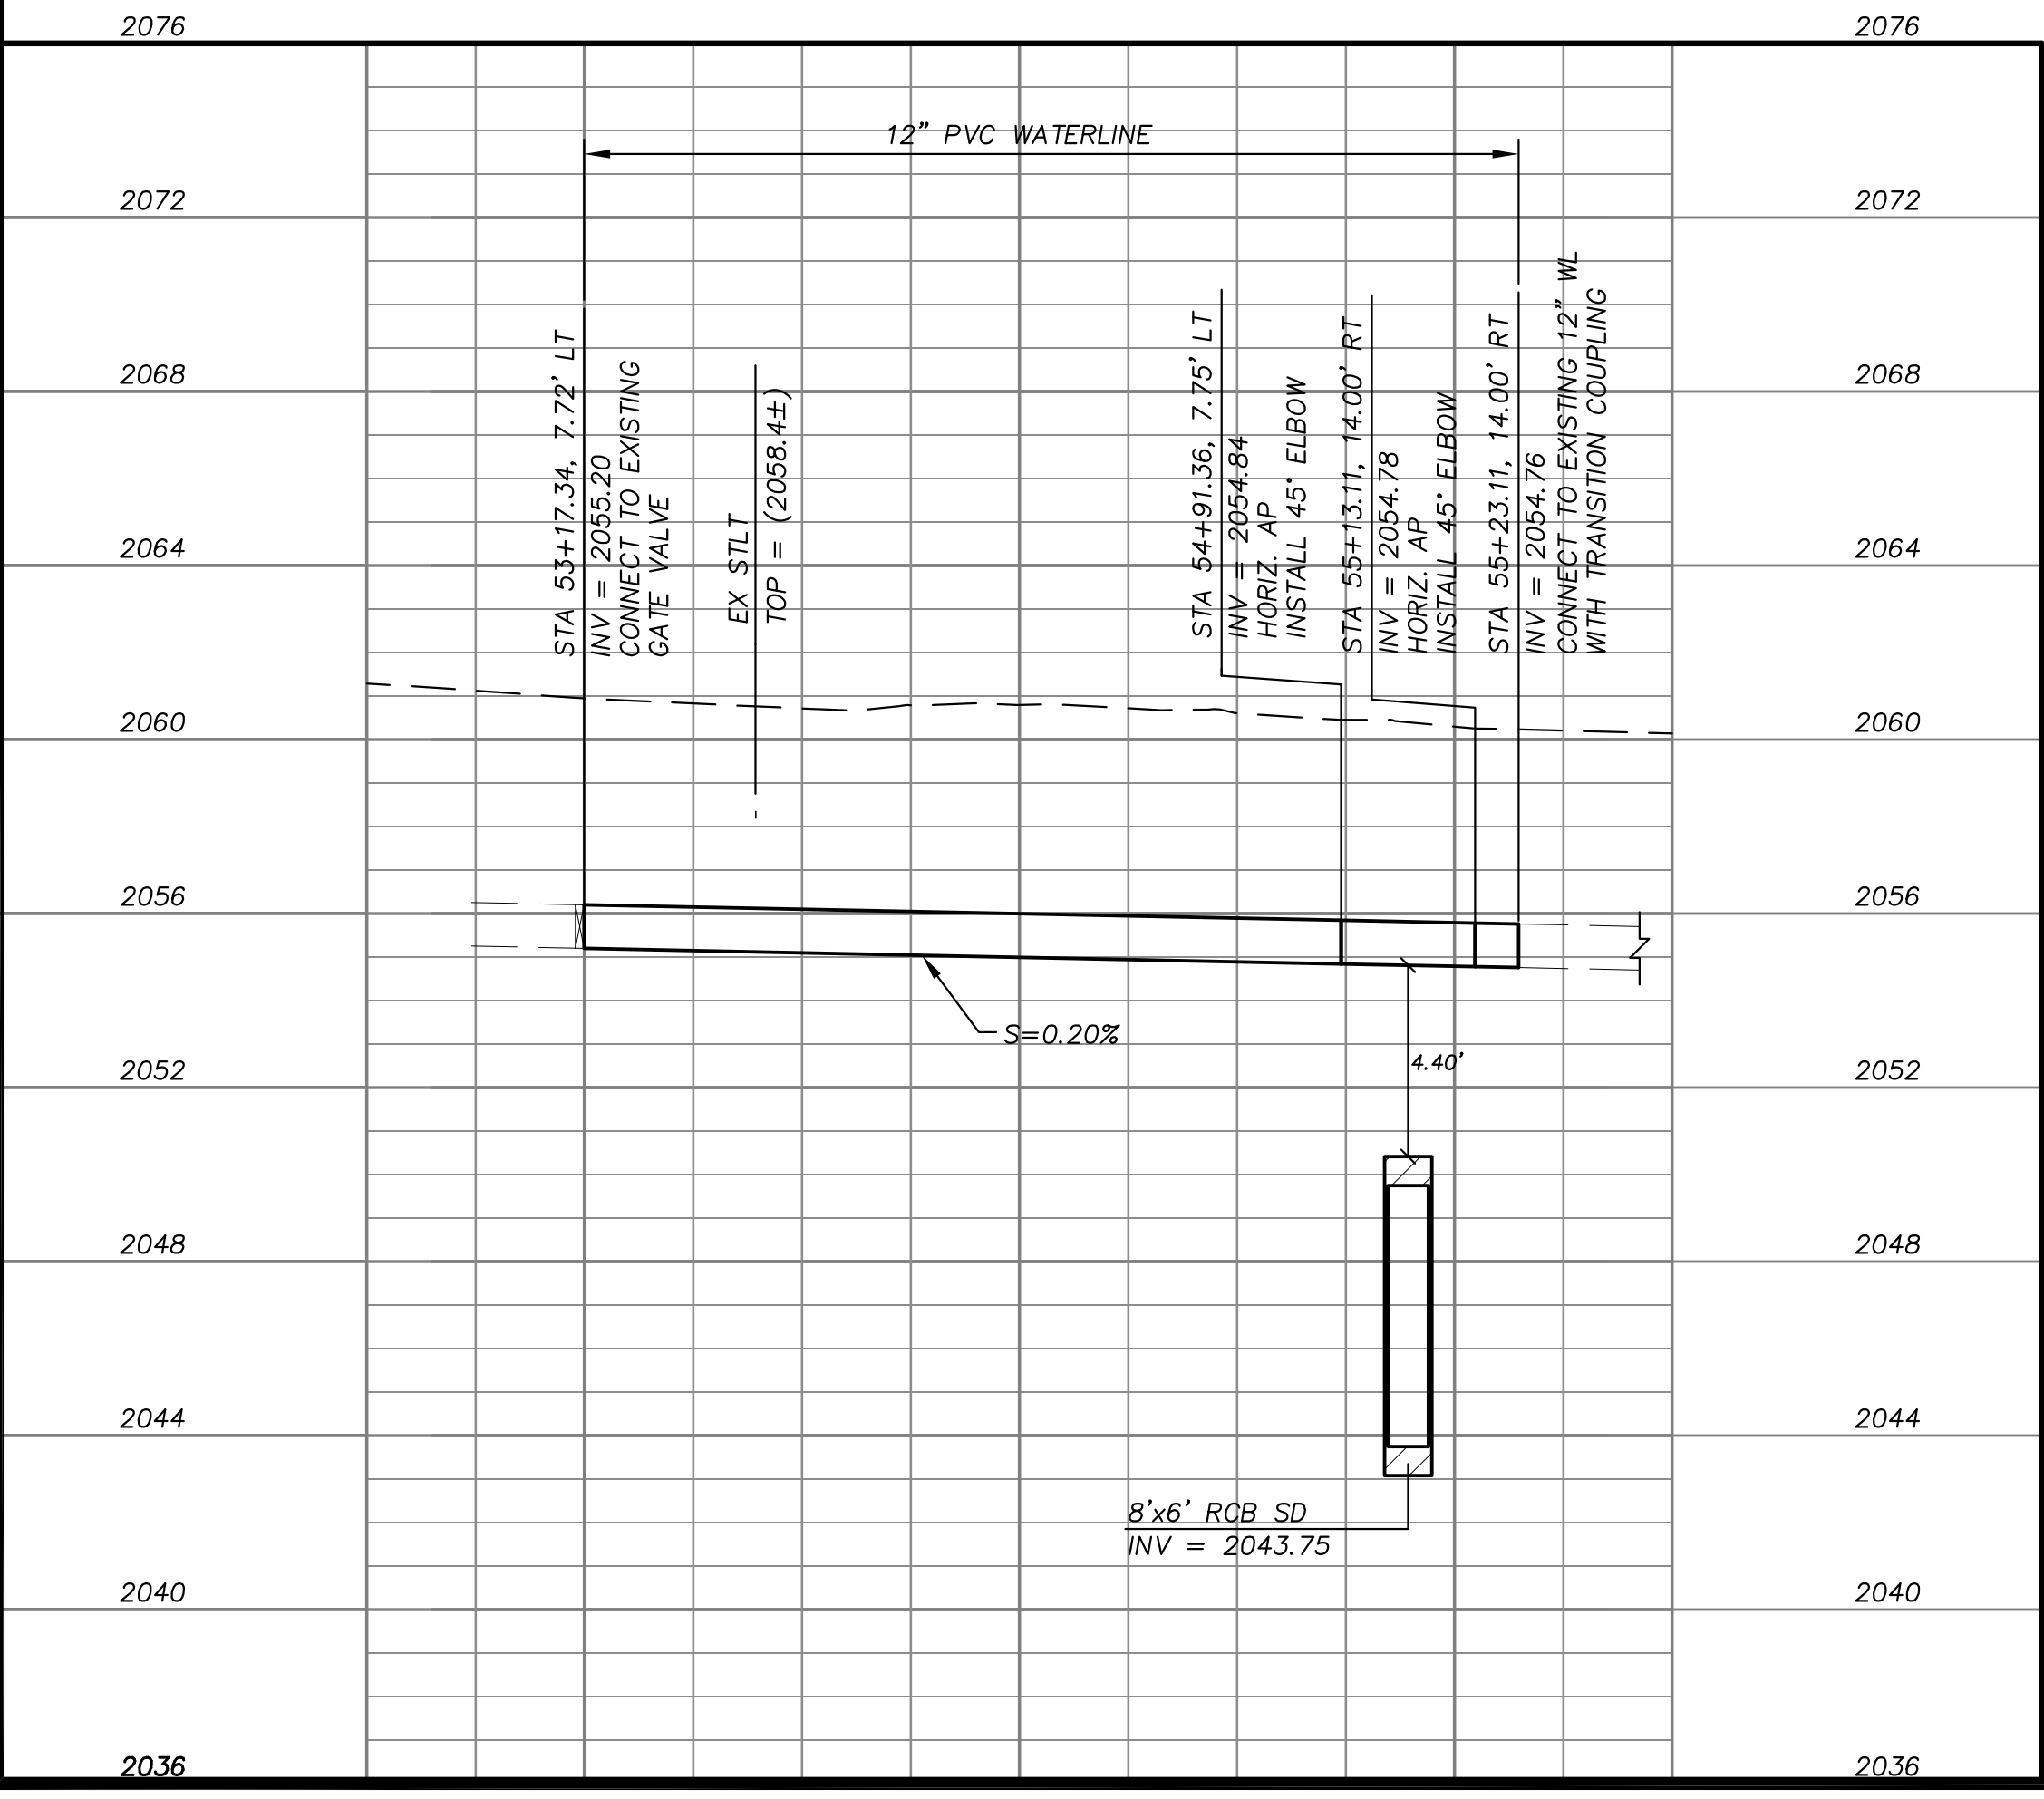 2076
2076
12" PVC WATERLINE
2072
2072
2068
2068
STA 53+17.34, 7.72' LT
INV = 2055.20
CONNECT TO EXISTING
GATE VALVE
EX STLT
TOP = (2058.4±)
STA 54+91.36, 7.75' LT
INV = 2054.84
HORIZ. AP
INSTALL 45° ELBOW
STA 55+13.11, 14.00' RT
INV = 2054.78
HORIZ. AP
INSTALL 45° ELBOW
STA 55+23.11, 14.00' RT
INV = 2054.76
CONNECT TO EXISTING 12" WL
WITH TRANSITION COUPLING
2064
2064
2060
2060
2056
2056
S=0.20%
2052
4.40'
2052
2048
2048
2044
2044
8'x6' RCB SD
INV = 2043.75
2040
2040
2036
2036